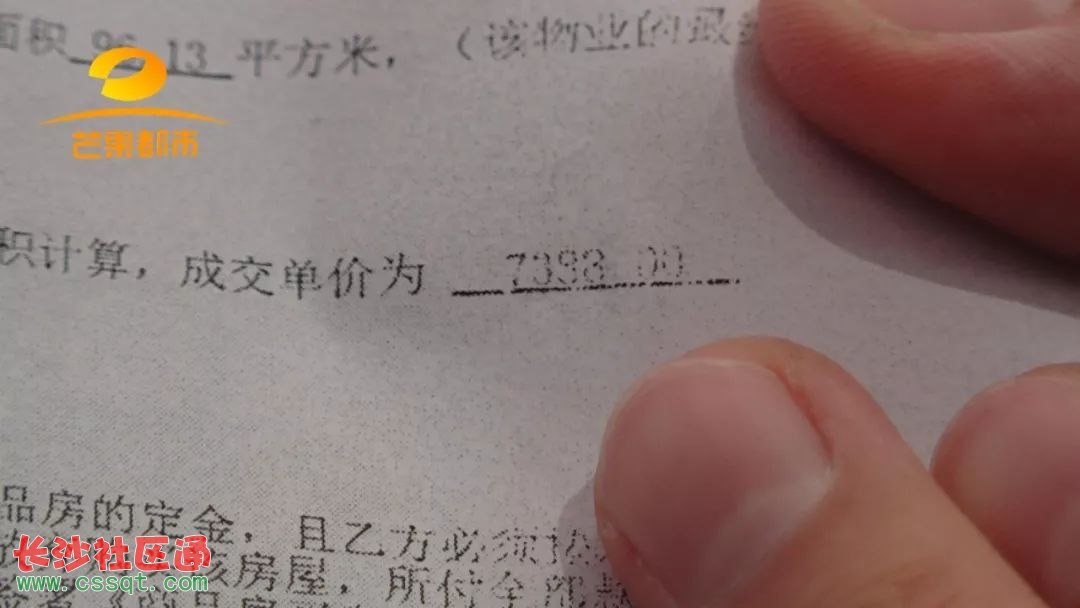 面积 96.13 平方米，（该物业的最
芒果都市
积计算，成交单价为 7398.00
品房的定金，且乙方必须按
房屋，所付全部
长沙社区通
www.cssqt.com